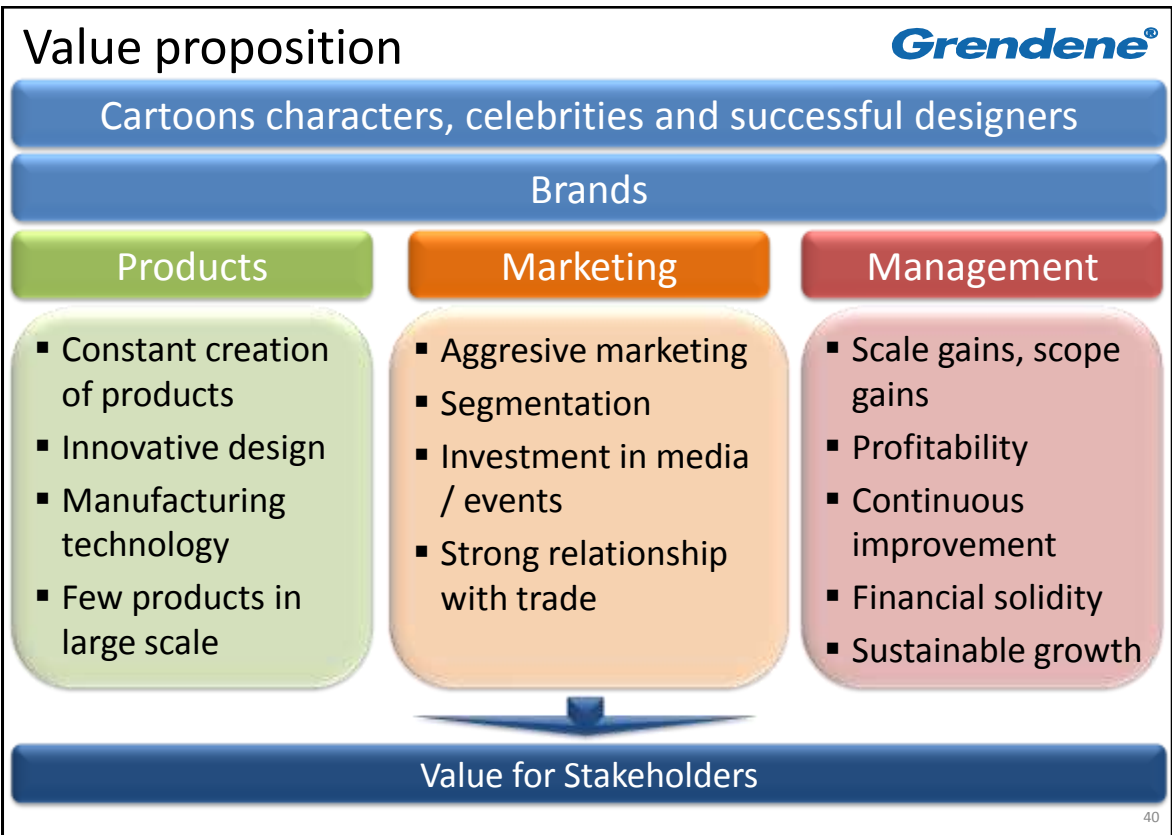 Value proposition
Grendene®
Cartoons characters, celebrities and successful designers
Brands
Products
▪ Constant creation
of products
▪ Innovative design
▪ Manufacturing
technology
▪ Few products in
large scale
Marketing
▪ Aggresive marketing
▪ Segmentation
▪ Investment in media
/ events
▪ Strong relationship
with trade
Management
▪ Scale gains, scope
gains
▪ Profitability
▪ Continuous
improvement
▪ Financial solidity
▪ Sustainable growth
Value for Stakeholders
40